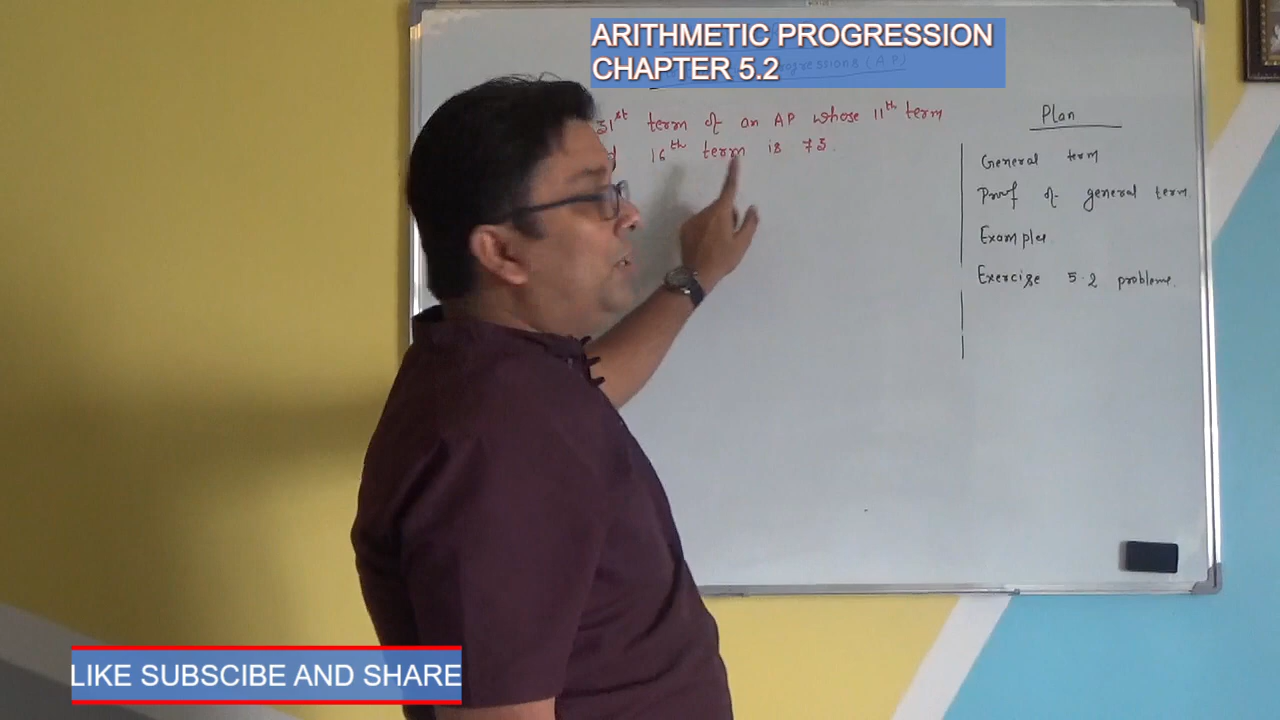 ARITHMETIC PROGRESSION
CHAPTER 5.2
31st term of an AP whose 11th term
16th term is 73.
Plan
General term
Proof of general term.
Examples
Exercise 5.2 problems.
LIKE SUBSCIBE AND SHARE